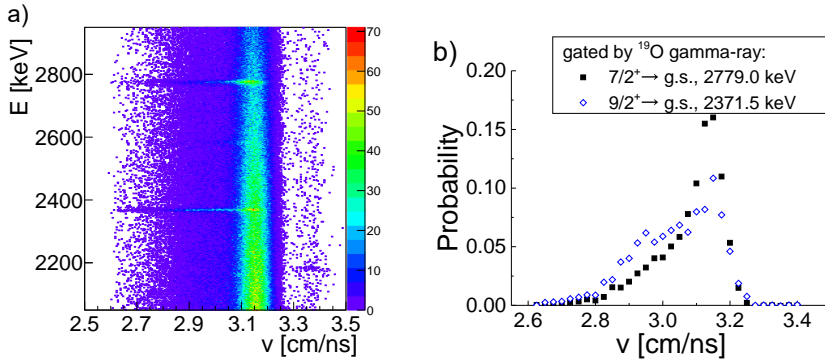 a)
E [keV]
2800
2600
2400
2200
2.5 2.7 2.9 3.1 3.3 3.5
v [cm/ns]
70
60
50
40
30
20
10
0
b)
gated by ¹⁹O gamma-ray:
7/2⁺→ g.s., 2779.0 keV
9/2⁺→ g.s., 2371.5 keV
Probability
0.20
0.15
0.10
0.05
0.00
2.6 2.8 3.0 3.2 3.4
v [cm/ns]